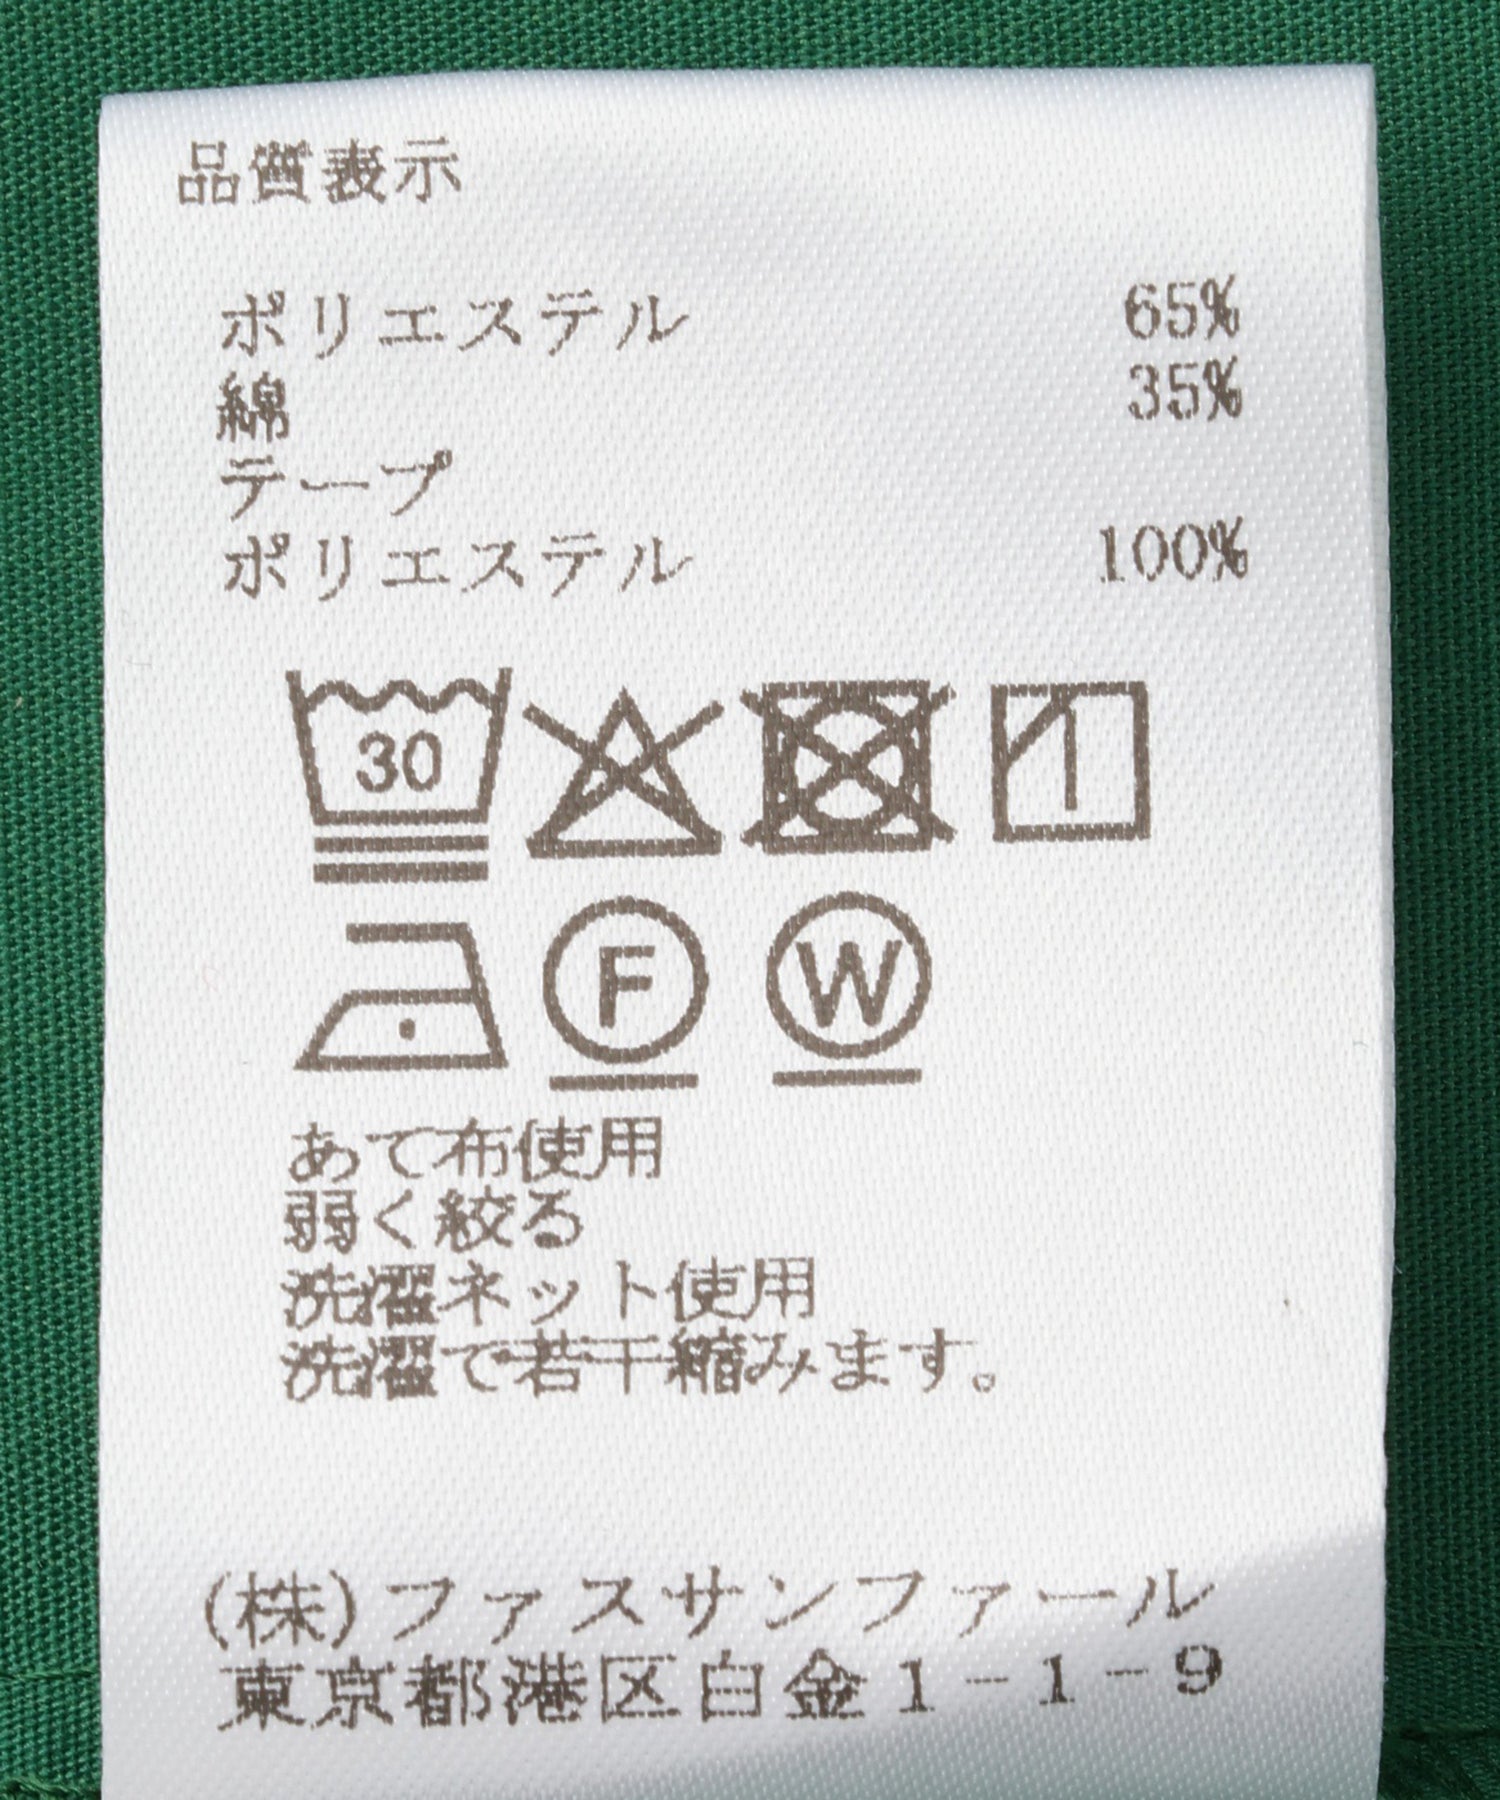 品質表示
ポリエステル 65%
綿 35%
テープ
ポリエステル 100%
30
F W
あて布使用
弱く絞る
洗濯ネット使用
洗濯で若干縮みます。
(株)ファスサンファール
東京都港区白金1-1-9